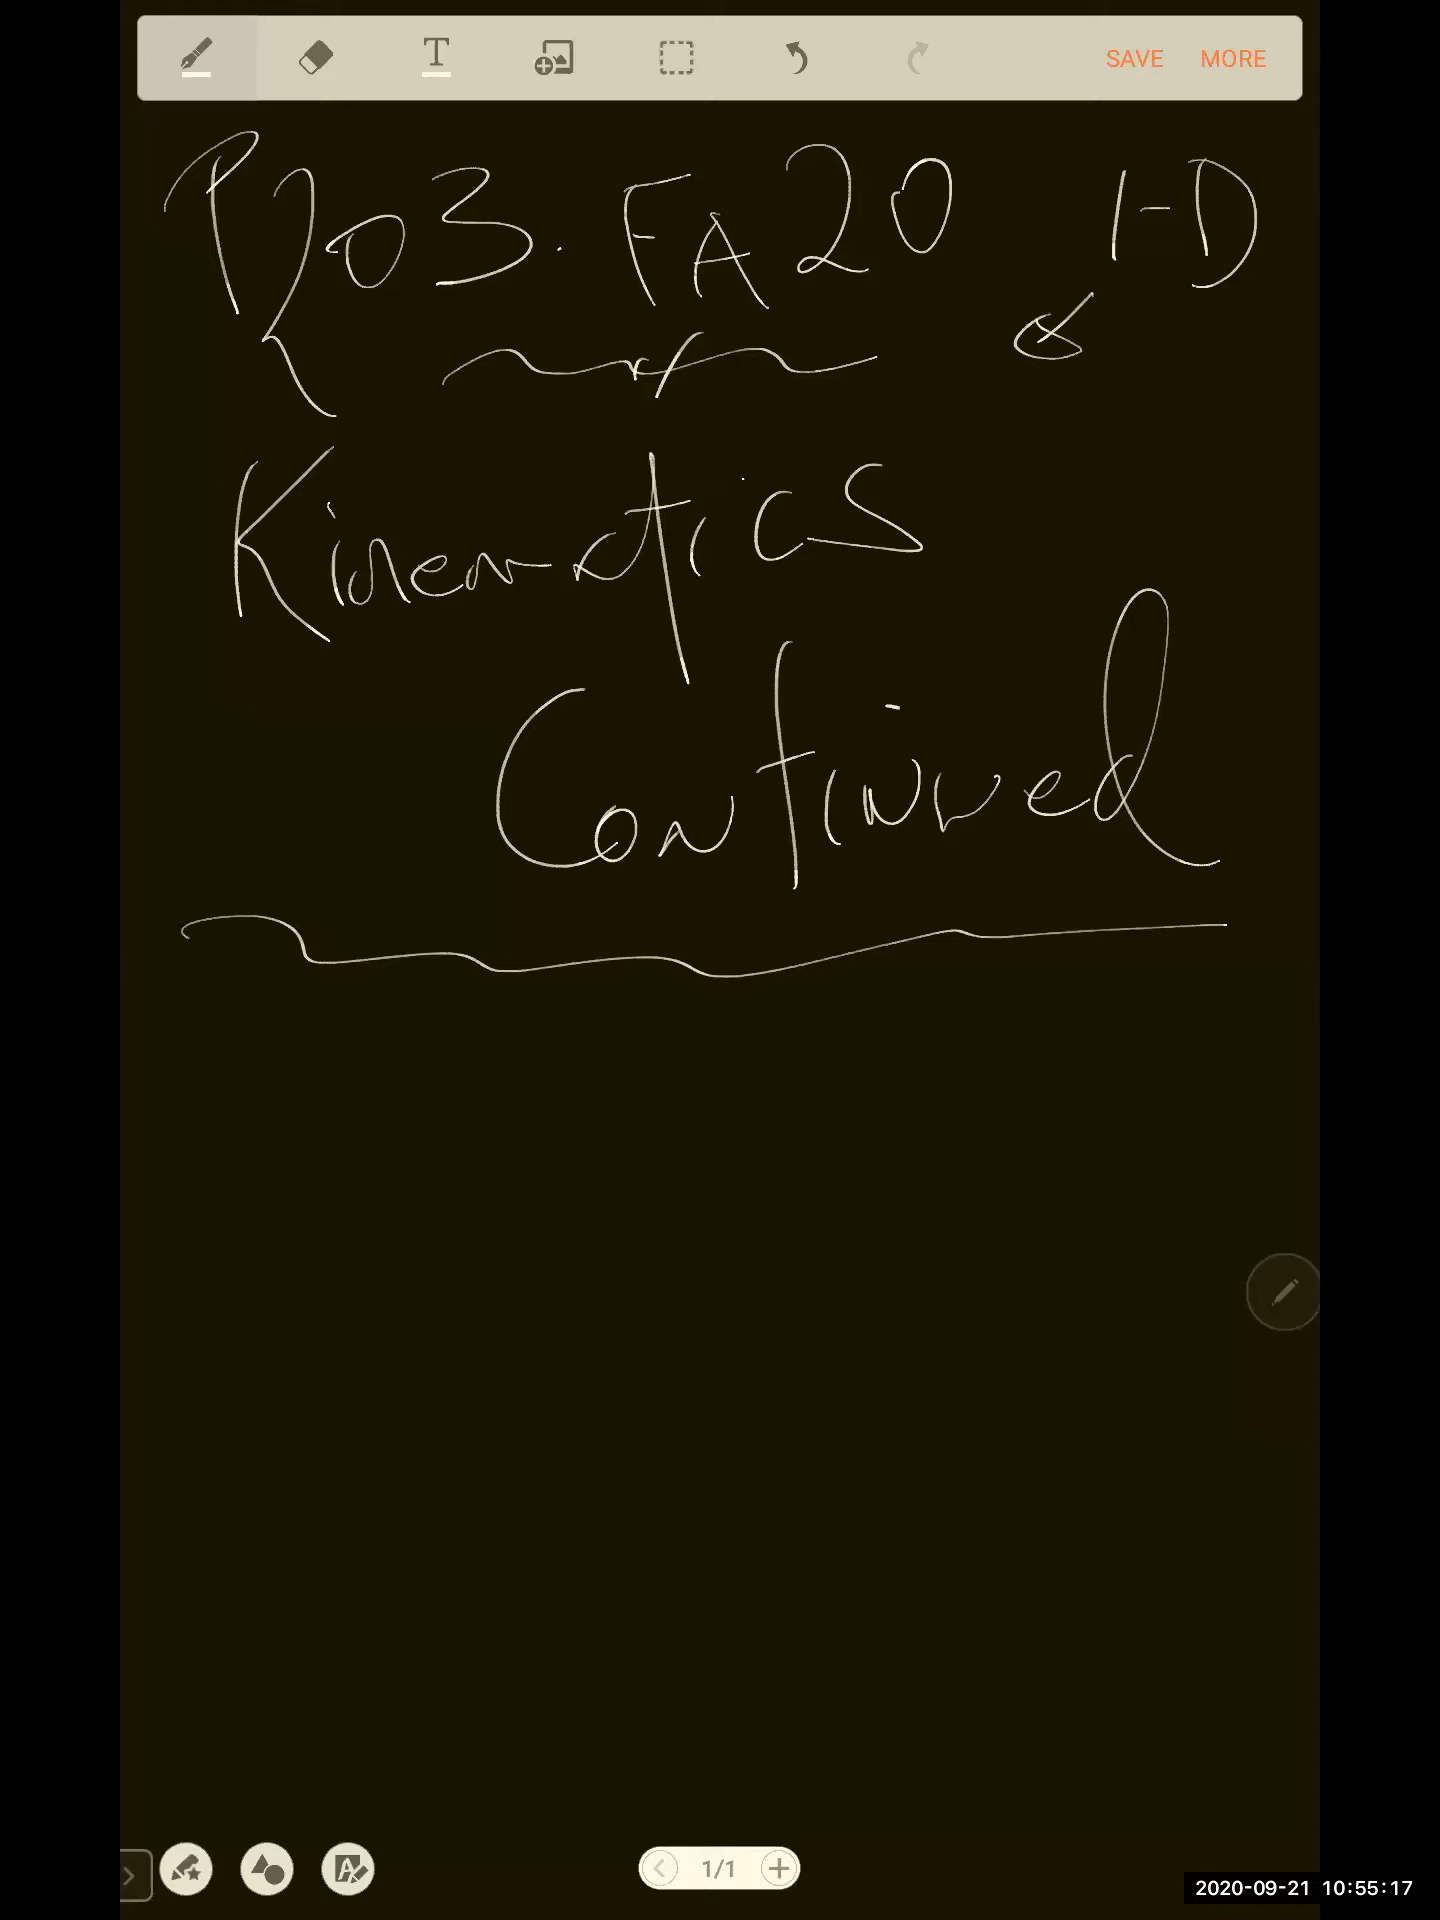 T
SAVE MORE
P203. FA20 1-D
Kinematics
Continued
A
1/1
2020-09-21 10:55:17